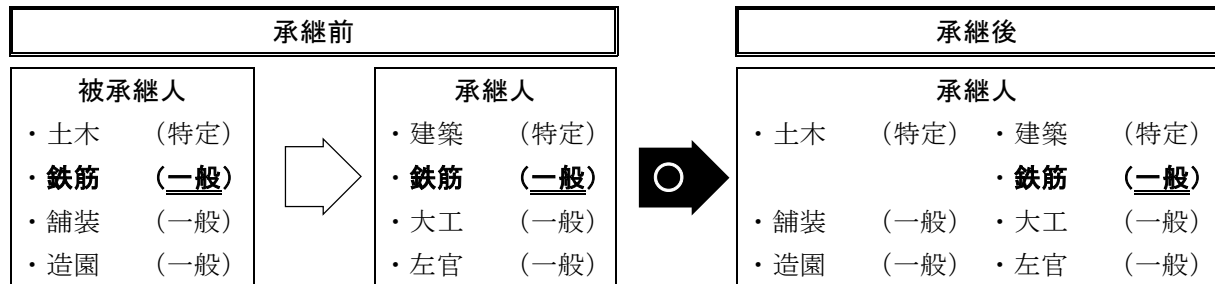 承継前
被承継人
・土木 （特定）
・鉄筋 （一般）
・舗装 （一般）
・造園 （一般）
承継人
・建築 （特定）
・鉄筋 （一般）
・大工 （一般）
・左官 （一般）
○
承継後
承継人
・土木 （特定） ・建築 （特定）
・鉄筋 （一般）
・舗装 （一般） ・大工 （一般）
・造園 （一般） ・左官 （一般）